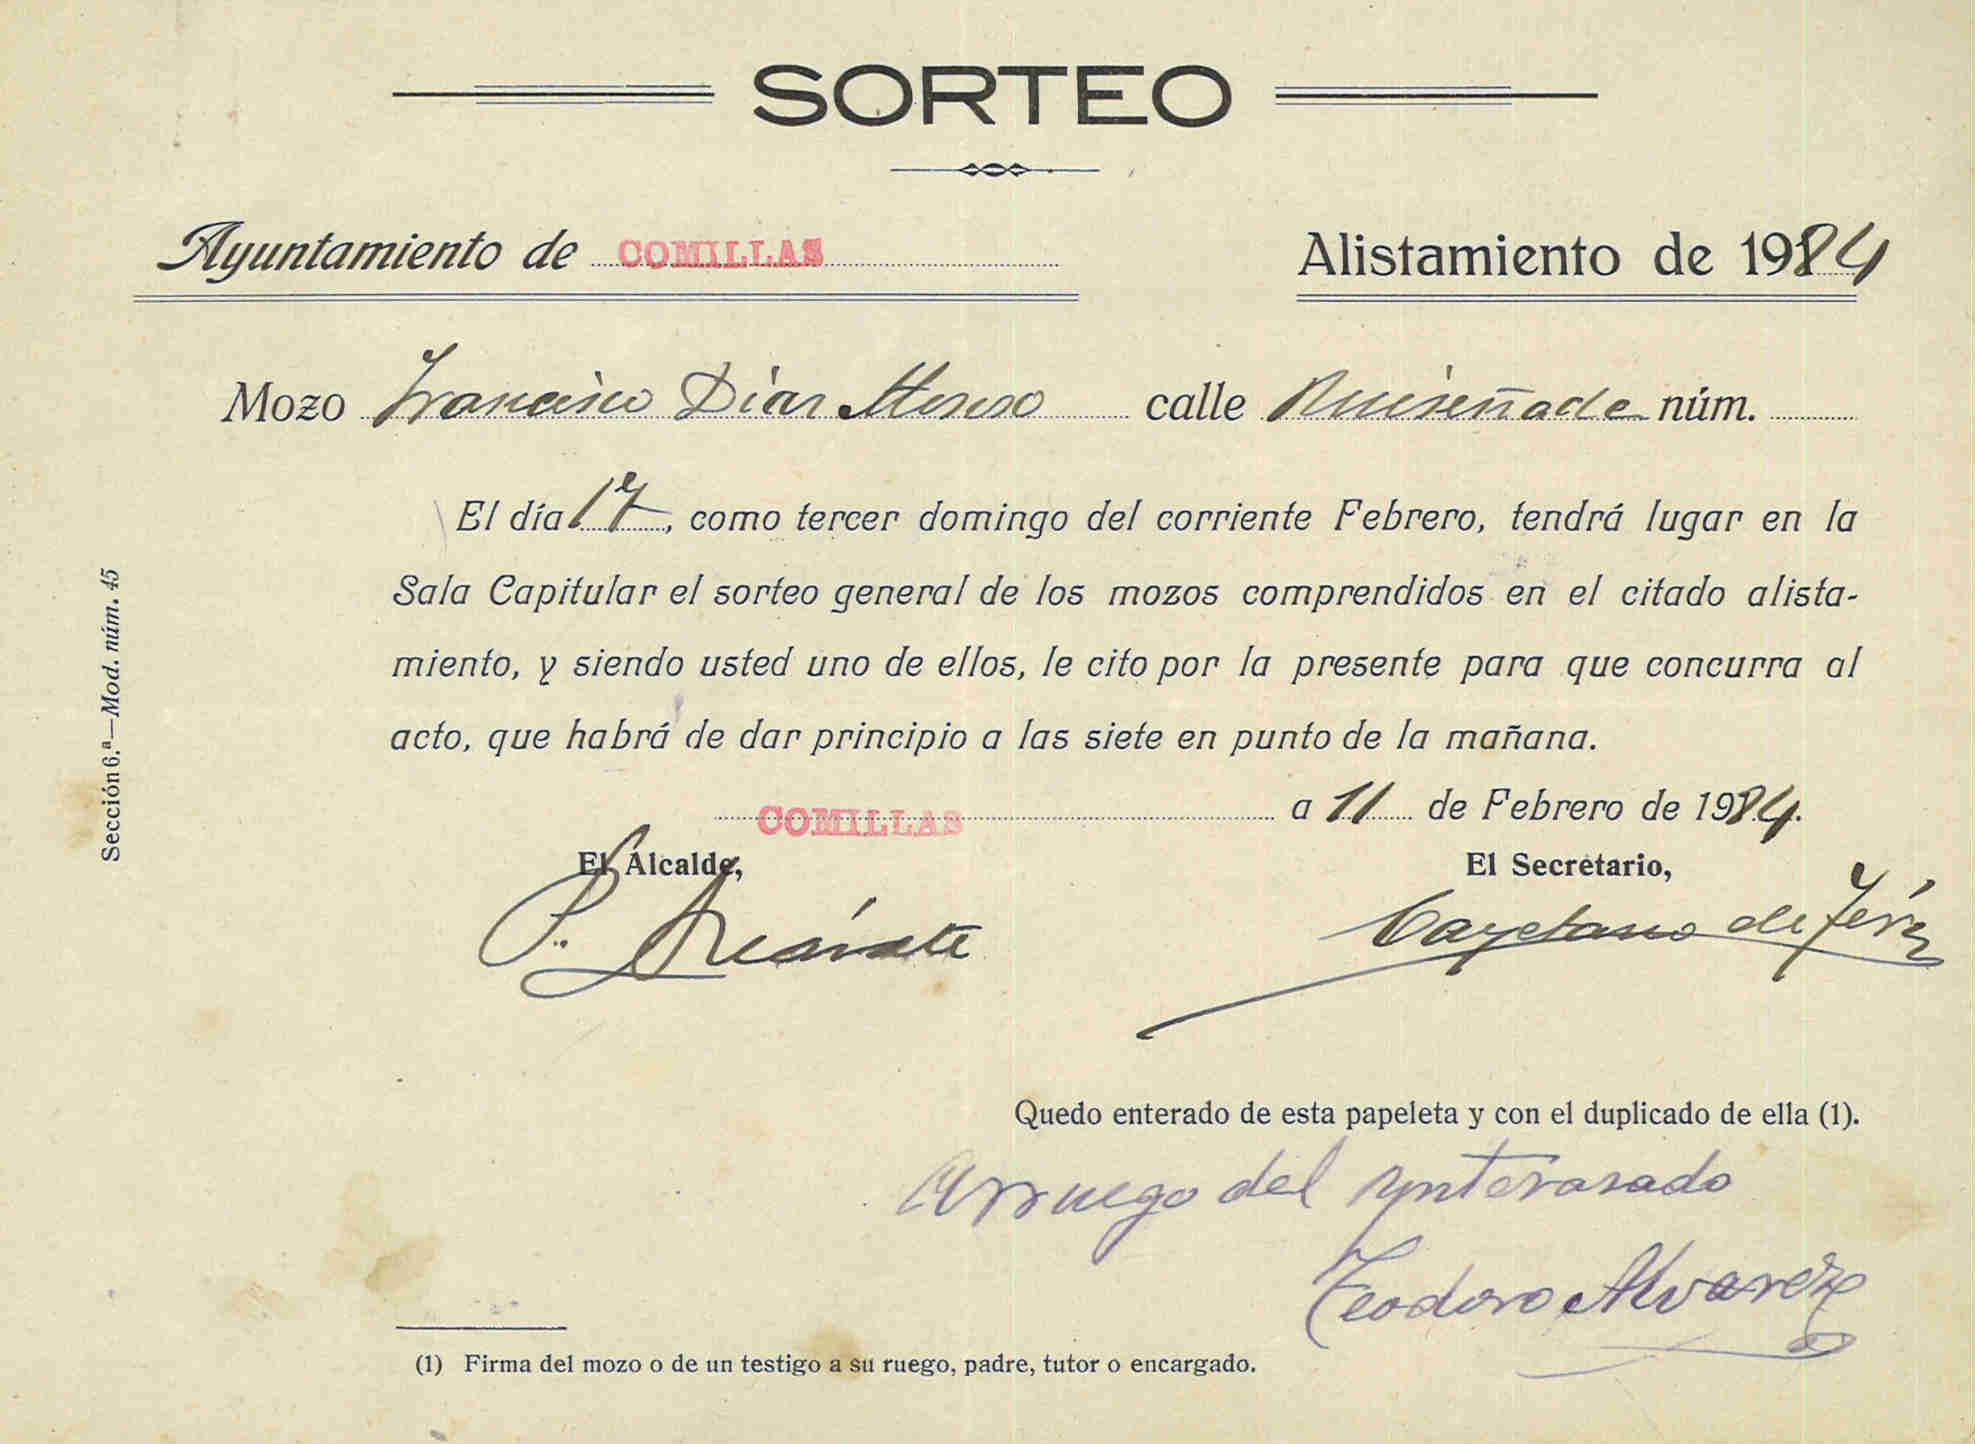 SORTEO
Ayuntamiento de COMILLAS Alistamiento de 1924
Mozo Francisco Díaz calle Ruiseñada núm.
El día 17, como tercer domingo del corriente Febrero, tendrá lugar en la
Sala Capitular el sorteo general de los mozos comprendidos en el citado alista-
miento, y siendo usted uno de ellos, le cito por la presente para que concurra al
acto, que habrá de dar principio a las siete en punto de la mañana.
COMILLAS a 11 de Febrero de 1924.
El Alcalde, El Secretario,
P. Cayetano de
Quedo enterado de esta papeleta y con el duplicado de ella (1).
Arruego del ynterasado
Teodoro Alvarez
(1) Firma del mozo o de un testigo a su ruego, padre, tutor o encargado.
Sección 6.ª—Mod. núm. 45